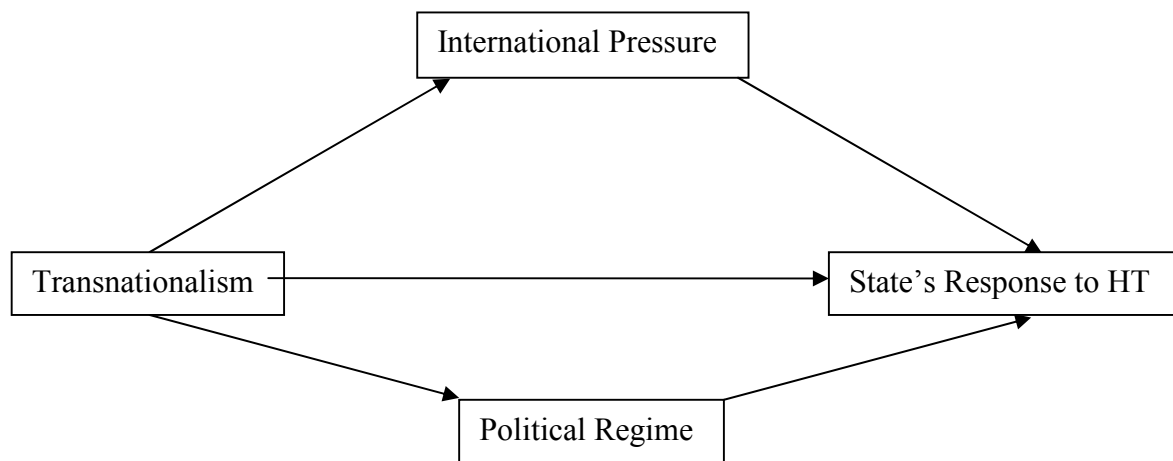 International Pressure
Transnationalism
State’s Response to HT
Political Regime